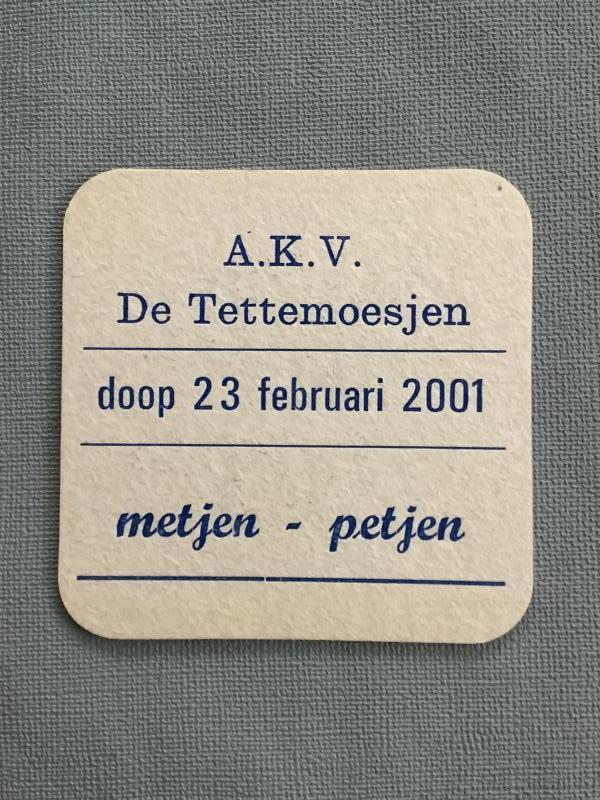 A.K.V.
De Tettemoesjen
doop 23 februari 2001
metjen - petjen